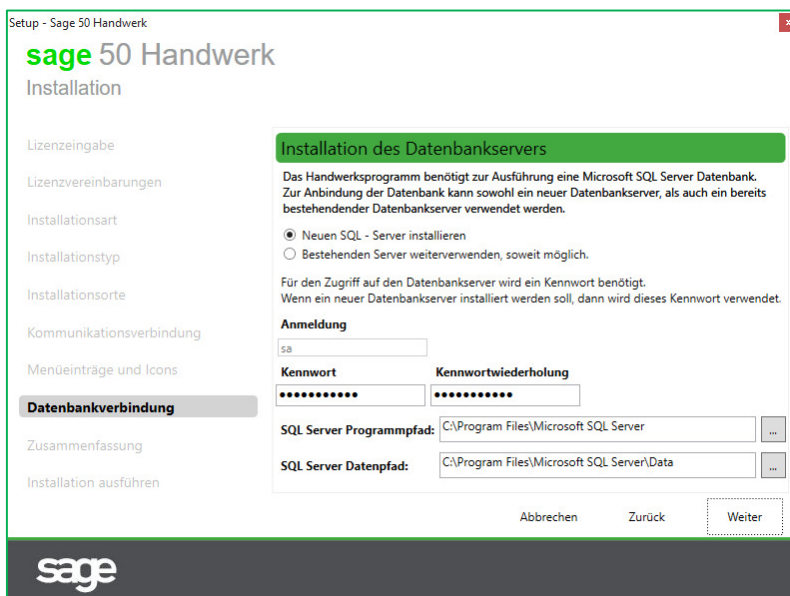 Setup - Sage 50 Handwerk
sage 50 Handwerk
Installation
Lizenzeingabe
Lizenzvereinbarungen
Installationsart
Installationstyp
Installationsorte
Kommunikationsverbindung
Menüeinträge und Icons
Datenbankverbindung
Zusammenfassung
Installation ausführen
Installation des Datenbankservers
Das Handwerksprogramm benötigt zur Ausführung eine Microsoft SQL Server Datenbank.
Zur Anbindung der Datenbank kann sowohl ein neuer Datenbankserver, als auch ein bereits
bestehendender Datenbankserver verwendet werden.
Neuen SQL - Server installieren
Bestehenden Server weiterverwenden, soweit möglich.
Für den Zugriff auf den Datenbankserver wird ein Kennwort benötigt.
Wenn ein neuer Datenbankserver installiert werden soll, dann wird dieses Kennwort verwendet.
Anmeldung
sa
Kennwort Kennwortwiederholung
●●●●●●●●●●● ●●●●●●●●●●●
SQL Server Programmpfad: C:\Program Files\Microsoft SQL Server ...
SQL Server Datenpfad: C:\Program Files\Microsoft SQL Server\Data ...
Abbrechen Zurück Weiter
sage